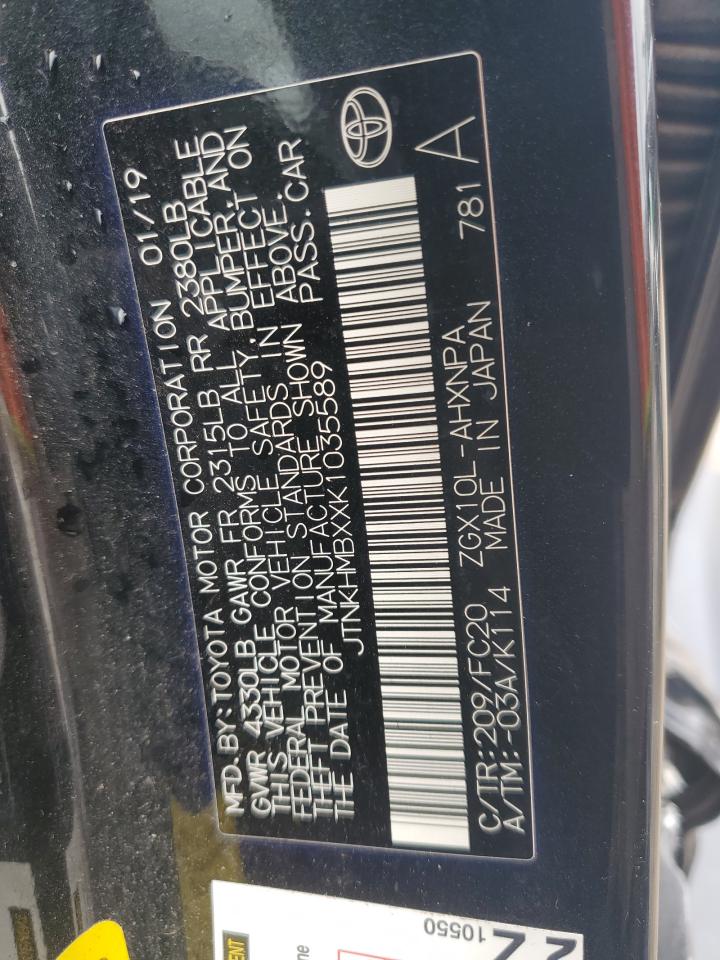 MFD. BY: TOYOTA MOTOR CORPORATION 01/19
GVWR 4330LB GAWR FR 2315LB RR 2380LB
THIS VEHICLE CONFORMS TO ALL APPLICABLE
FEDERAL MOTOR VEHICLE SAFETY, BUMPER, AND
THEFT PREVENTION STANDARDS IN EFFECT ON
THE DATE OF MANUFACTURE SHOWN ABOVE.
JTNKHMBXXK1035589 PASS. CAR
C/TR: 209/FC20 ZGX10L-AHXNPA 781 A
A/TM: -03A/K114 MADE IN JAPAN
10550